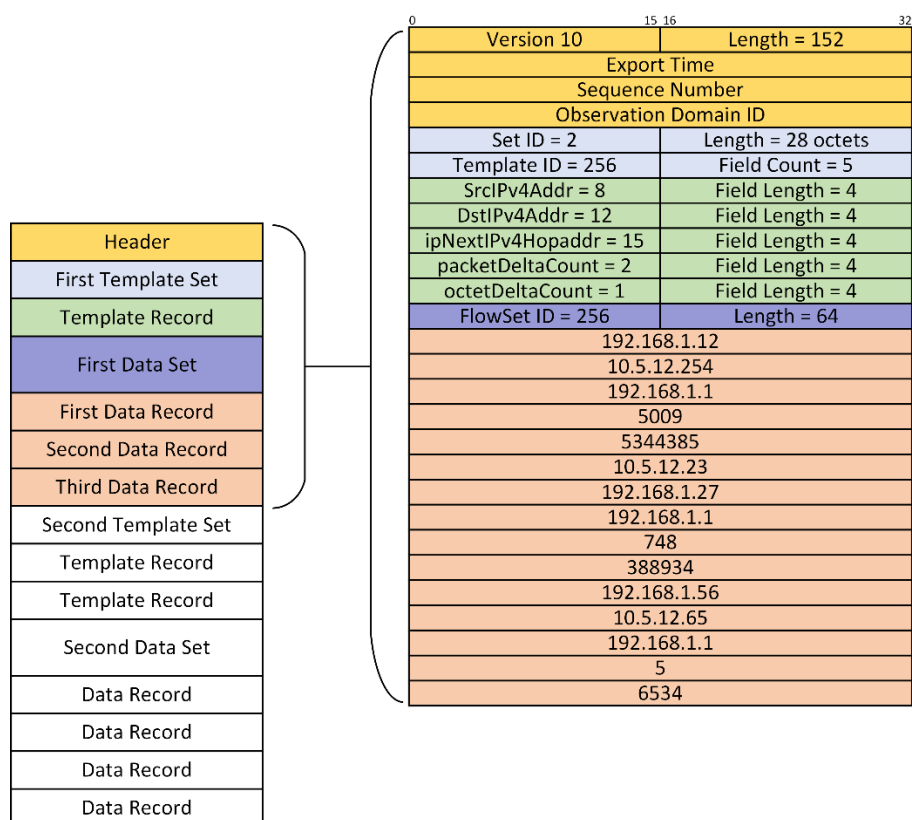 0 15 16 32
Version 10 Length = 152
Export Time
Sequence Number
Observation Domain ID
Set ID = 2 Length = 28 octets
Template ID = 256 Field Count = 5
SrcIPv4Addr = 8 Field Length = 4
DstIPv4Addr = 12 Field Length = 4
ipNextIPv4Hopaddr = 15 Field Length = 4
packetDeltaCount = 2 Field Length = 4
octetDeltaCount = 1 Field Length = 4
FlowSet ID = 256 Length = 64
192.168.1.12
10.5.12.254
192.168.1.1
5009
5344385
10.5.12.23
192.168.1.27
192.168.1.1
748
388934
192.168.1.56
10.5.12.65
192.168.1.1
5
6534
Header
First Template Set
Template Record
First Data Set
First Data Record
Second Data Record
Third Data Record
Second Template Set
Template Record
Template Record
Second Data Set
Data Record
Data Record
Data Record
Data Record